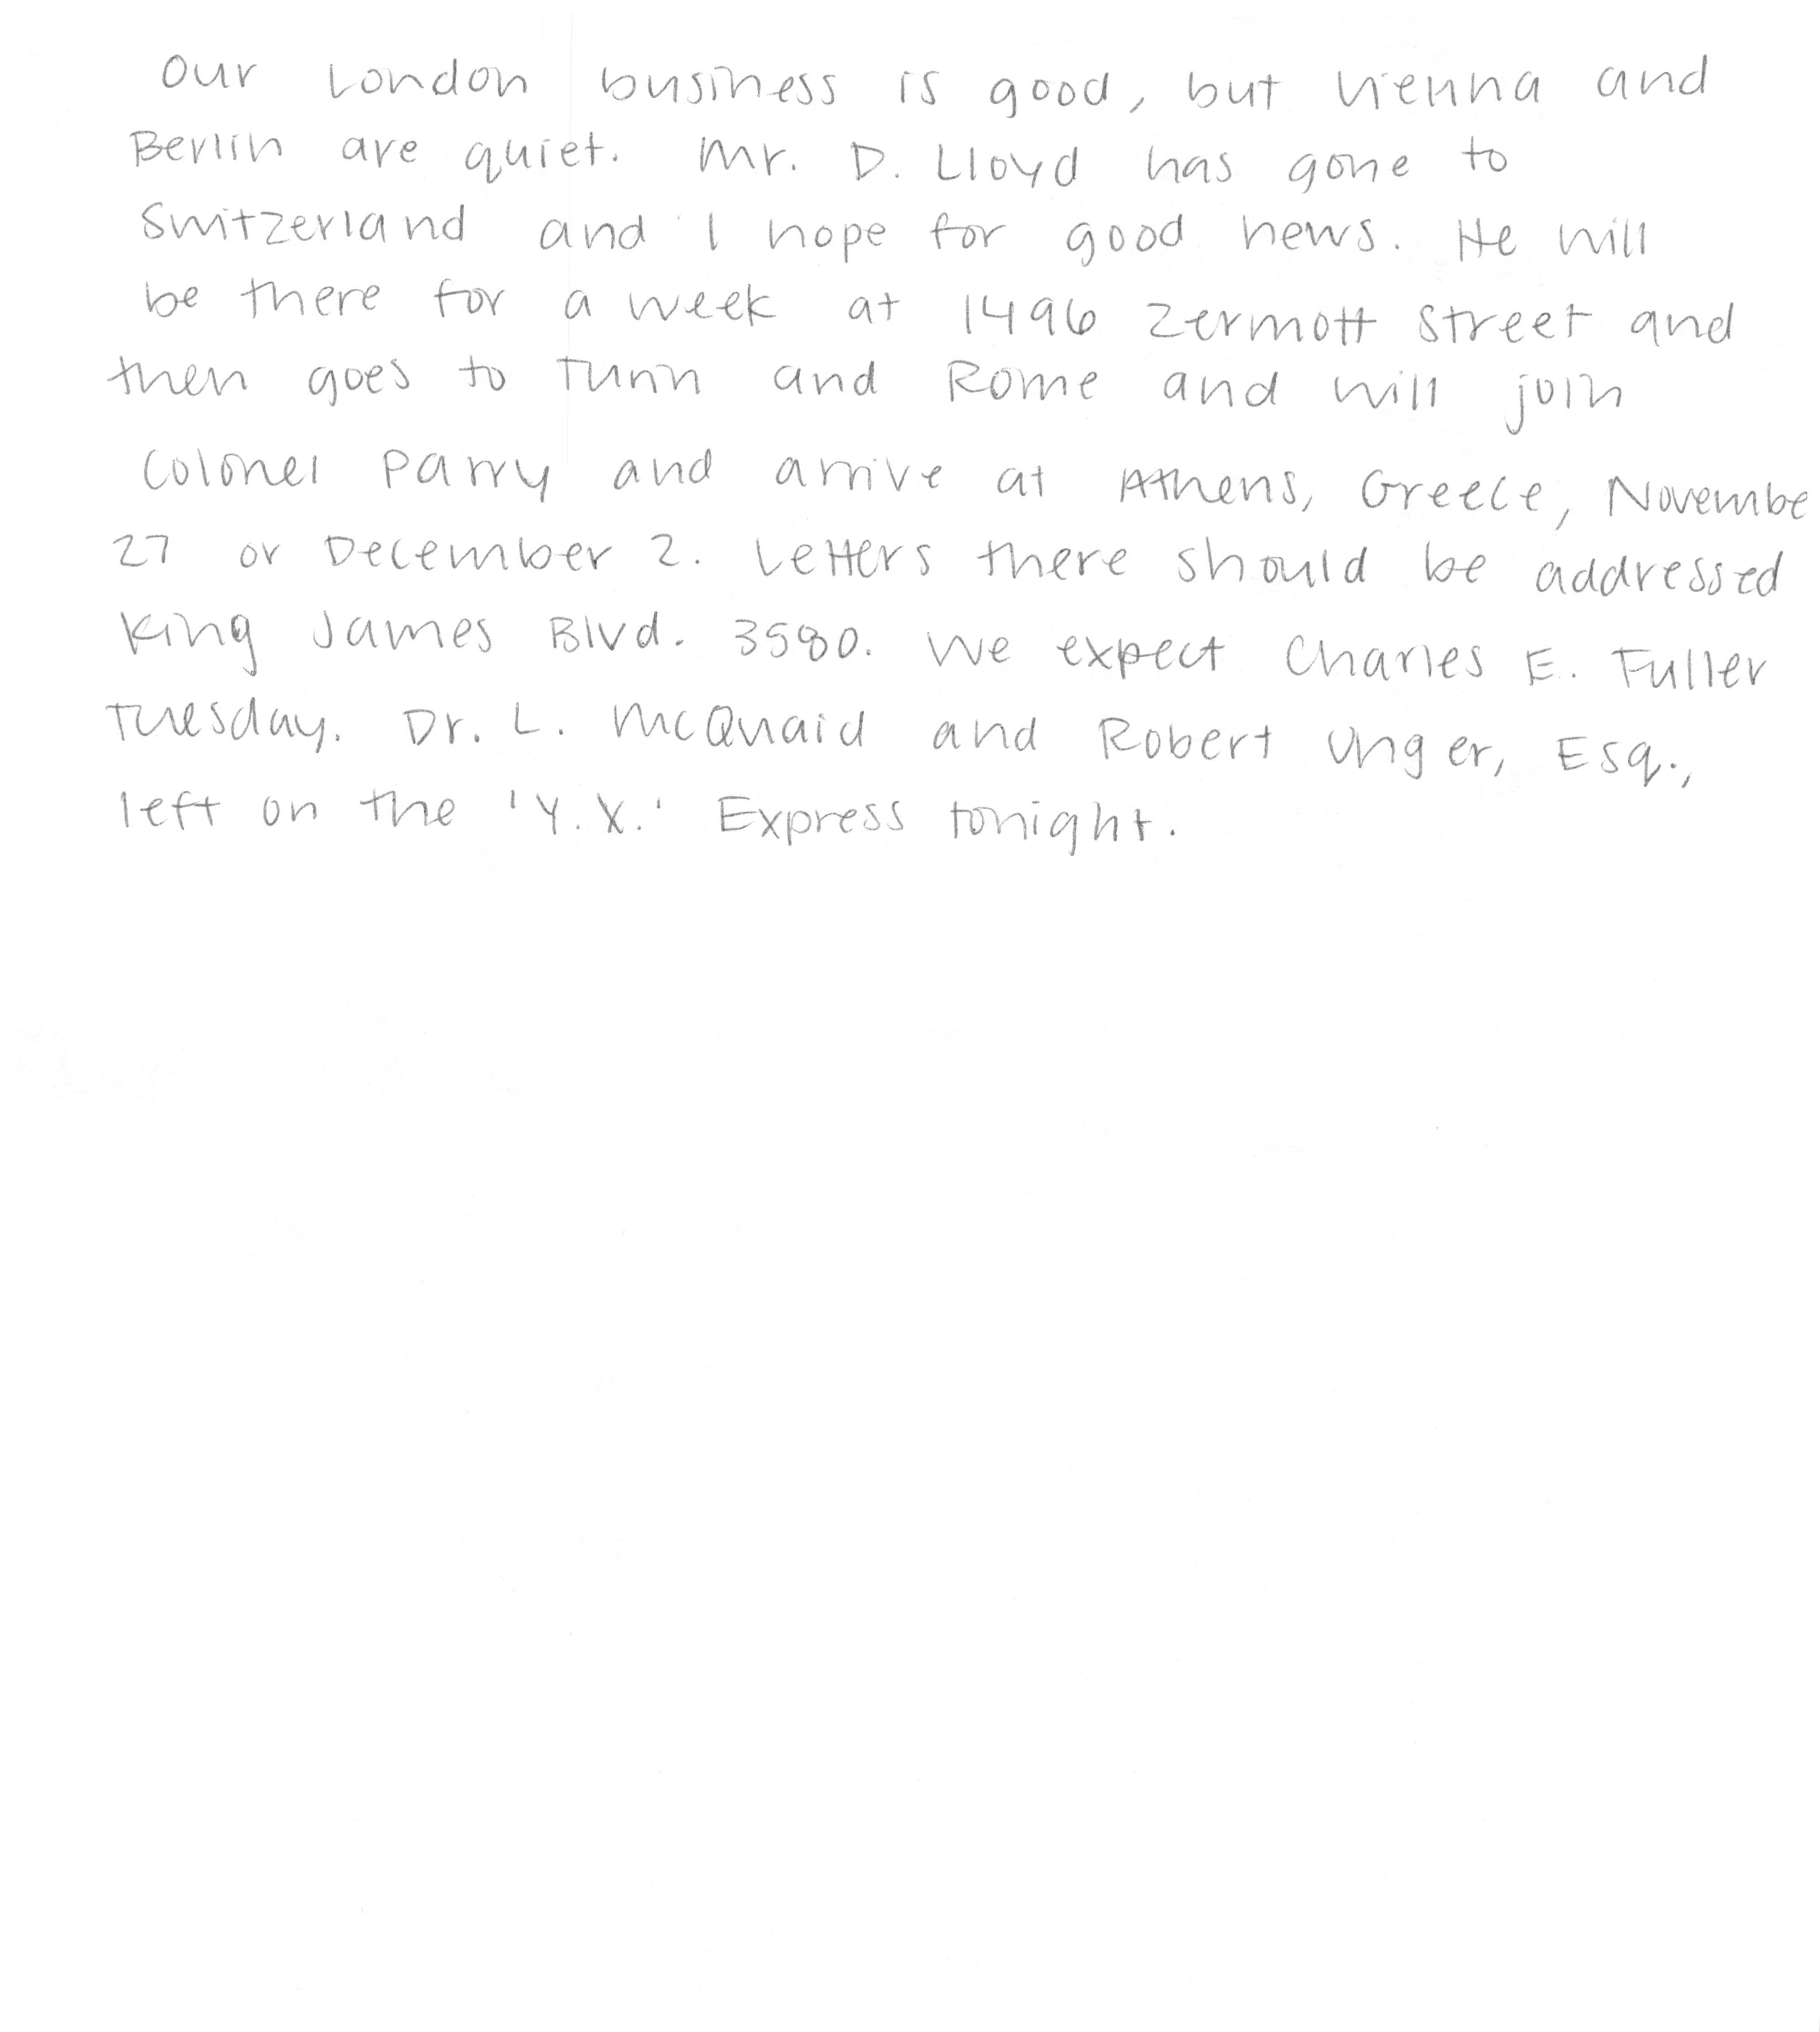 Our London business is good, but Vienna and
Berlin are quiet. Mr. D. Lloyd has gone to
Switzerland and I hope for good news. He will
be there for a week at 1496 Zermott Street and
then goes to Turin and Rome and will join
Colonel Parry and arrive at Athens, Greece, Novembe
27 or December 2. Letters there should be addressed
King James Blvd. 3580. We expect Charles E. Fuller
Tuesday. Dr. L. McQuaid and Robert Unger, Esq.,
left on the 'Y.X.' Express tonight.